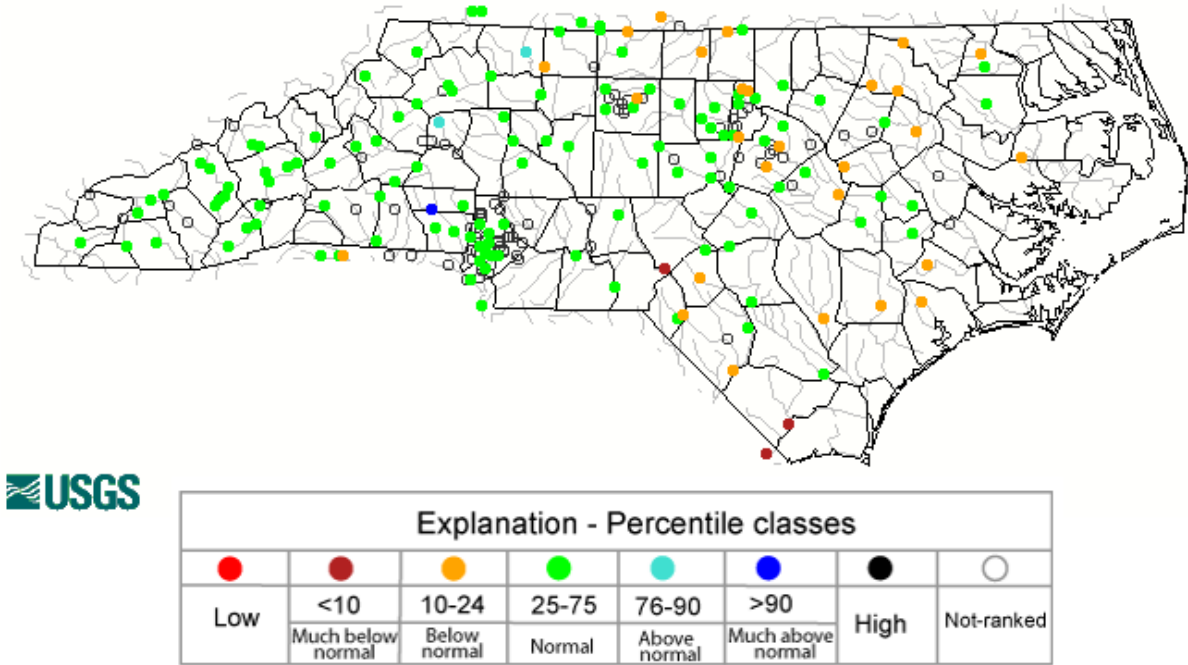 USGS
Explanation - Percentile classes
Low <10 10-24 25-75 76-90 >90 High Not-ranked
Much below normal Below normal Normal Above normal Much above normal